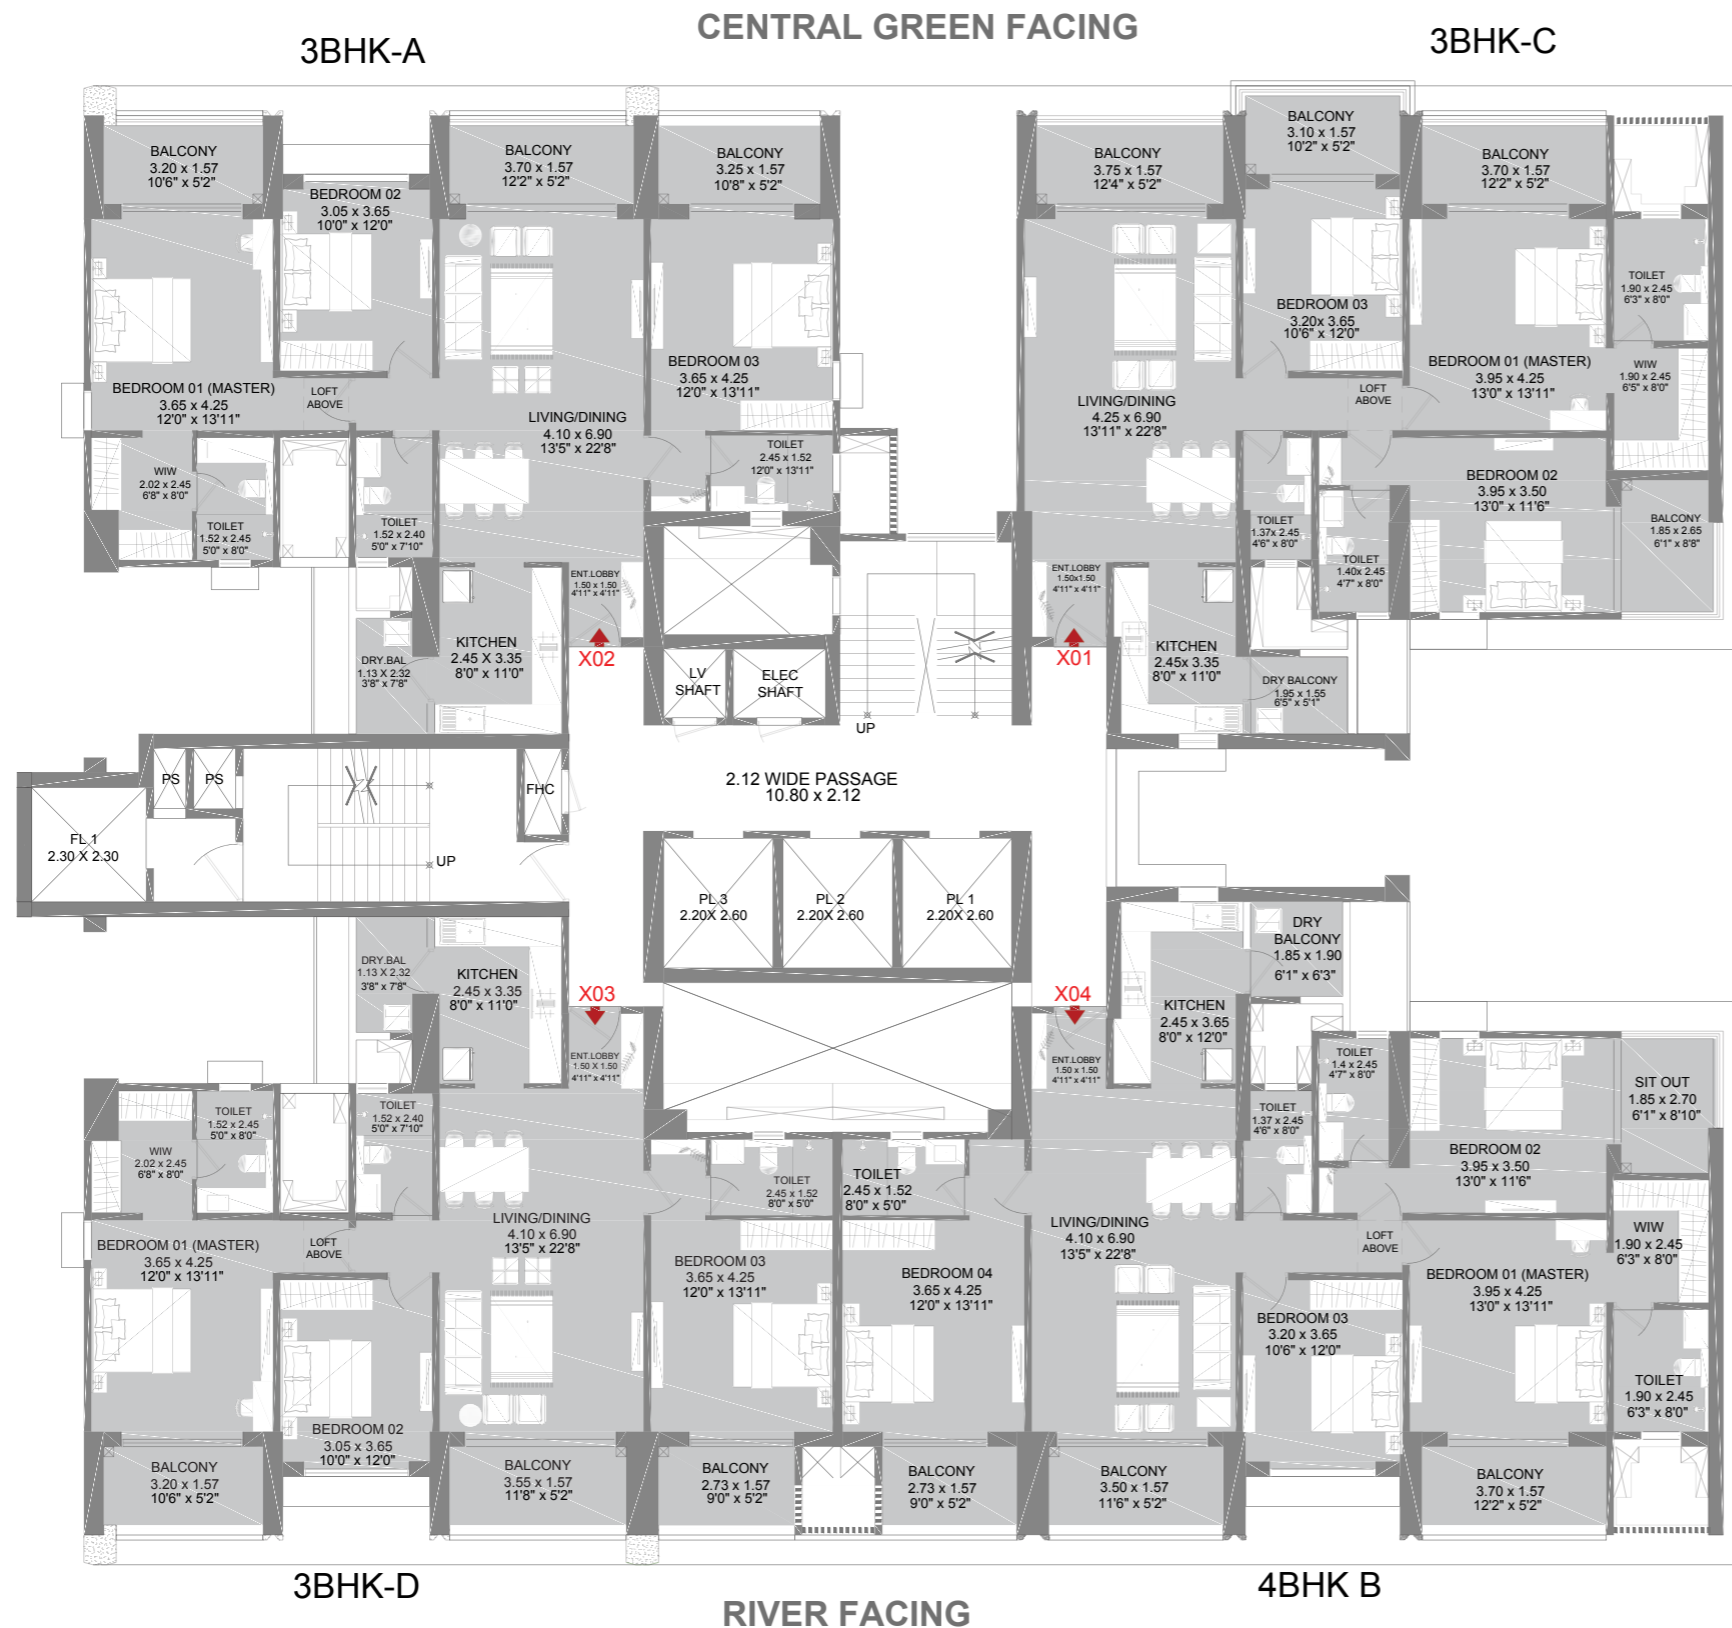 CENTRAL GREEN FACING
3BHK-A
3BHK-C
BALCONY
3.20 x 1.57
10'6" x 5'2"
BEDROOM 02
3.05 x 3.65
10'0" x 12'0"
BALCONY
3.70 x 1.57
12'2" x 5'2"
BALCONY
3.25 x 1.57
10'8" x 5'2"
BALCONY
3.75 x 1.57
12'4" x 5'2"
BALCONY
3.10 x 1.57
10'2" x 5'2"
BALCONY
3.70 x 1.57
12'2" x 5'2"
BEDROOM 01 (MASTER)
3.65 x 4.25
12'0" x 13'11"
LOFT
ABOVE
LIVING/DINING
4.10 x 6.90
13'5" x 22'8"
BEDROOM 03
3.65 x 4.25
12'0" x 13'11"
TOILET
2.45 x 1.52
12'0" x 13'11"
WIW
2.02 x 2.45
6'8" x 8'0"
TOILET
1.52 x 2.45
5'0" x 8'0"
TOILET
1.52 x 2.40
5'0" x 7'10"
ENT.LOBBY
1.50 x 1.50
4'11" x 4'11"
X02
KITCHEN
2.45 X 3.35
8'0" x 11'0"
DRY.BAL
1.13 X 2.32
3'8" x 7'8"
LIVING/DINING
4.25 x 6.90
13'11" x 22'8"
BEDROOM 03
3.20x 3.65
10'6" x 12'0"
BEDROOM 01 (MASTER)
3.95 x 4.25
13'0" x 13'11"
LOFT
ABOVE
TOILET
1.90 x 2.45
6'3" x 8'0"
WIW
1.90 x 2.45
6'5" x 8'0"
BEDROOM 02
3.95 x 3.50
13'0" x 11'6"
BALCONY
1.85 x 2.65
6'1" x 8'8"
TOILET
1.37x 2.45
4'6" x 8'0"
TOILET
1.40x 2.45
4'7" x 8'0"
ENT.LOBBY
1.50x1.50
4'11" x 4'11"
X01
KITCHEN
2.45x 3.35
8'0" x 11'0"
DRY BALCONY
1.95 x 1.55
6'5" x 5'1"
LV
SHAFT
ELEC
SHAFT
UP
PS
PS
FHC
FL 1
2.30 X 2.30
UP
2.12 WIDE PASSAGE
10.80 x 2.12
PL 3
2.20X 2.60
PL 2
2.20X 2.60
PL 1
2.20X 2.60
DRY.BAL
1.13 X 2.32
3'8" x 7'8"
KITCHEN
2.45 x 3.35
8'0" x 11'0"
X03
ENT.LOBBY
1.50 X 1.50
4'11" x 4'11"
TOILET
1.52 x 2.45
5'0" x 8'0"
TOILET
1.52 x 2.40
5'0" x 7'10"
WIW
2.02 x 2.45
6'8" x 8'0"
BEDROOM 01 (MASTER)
3.65 x 4.25
12'0" x 13'11"
LOFT
ABOVE
LIVING/DINING
4.10 x 6.90
13'5" x 22'8"
TOILET
2.45 x 1.52
8'0" x 5'0"
BEDROOM 03
3.65 x 4.25
12'0" x 13'11"
BEDROOM 02
3.05 x 3.65
10'0" x 12'0"
BALCONY
3.20 x 1.57
10'6" x 5'2"
BALCONY
3.55 x 1.57
11'8" x 5'2"
BALCONY
2.73 x 1.57
9'0" x 5'2"
X04
ENT.LOBBY
1.50 x 1.50
4'11" x 4'11"
KITCHEN
2.45 x 3.65
8'0" x 12'0"
DRY
BALCONY
1.85 x 1.90
6'1" x 6'3"
TOILET
1.4 x 2.45
4'7" x 8'0"
TOILET
1.37 x 2.45
4'6" x 8'0"
SIT OUT
1.85 x 2.70
6'1" x 8'10"
BEDROOM 02
3.95 x 3.50
13'0" x 11'6"
TOILET
2.45 x 1.52
8'0" x 5'0"
LIVING/DINING
4.10 x 6.90
13'5" x 22'8"
LOFT
ABOVE
WIW
1.90 x 2.45
6'3" x 8'0"
BEDROOM 04
3.65 x 4.25
12'0" x 13'11"
BEDROOM 01 (MASTER)
3.95 x 4.25
13'0" x 13'11"
BEDROOM 03
3.20 x 3.65
10'6" x 12'0"
TOILET
1.90 x 2.45
6'3" x 8'0"
BALCONY
2.73 x 1.57
9'0" x 5'2"
BALCONY
3.50 x 1.57
11'6" x 5'2"
BALCONY
3.70 x 1.57
12'2" x 5'2"
3BHK-D
4BHK B
RIVER FACING